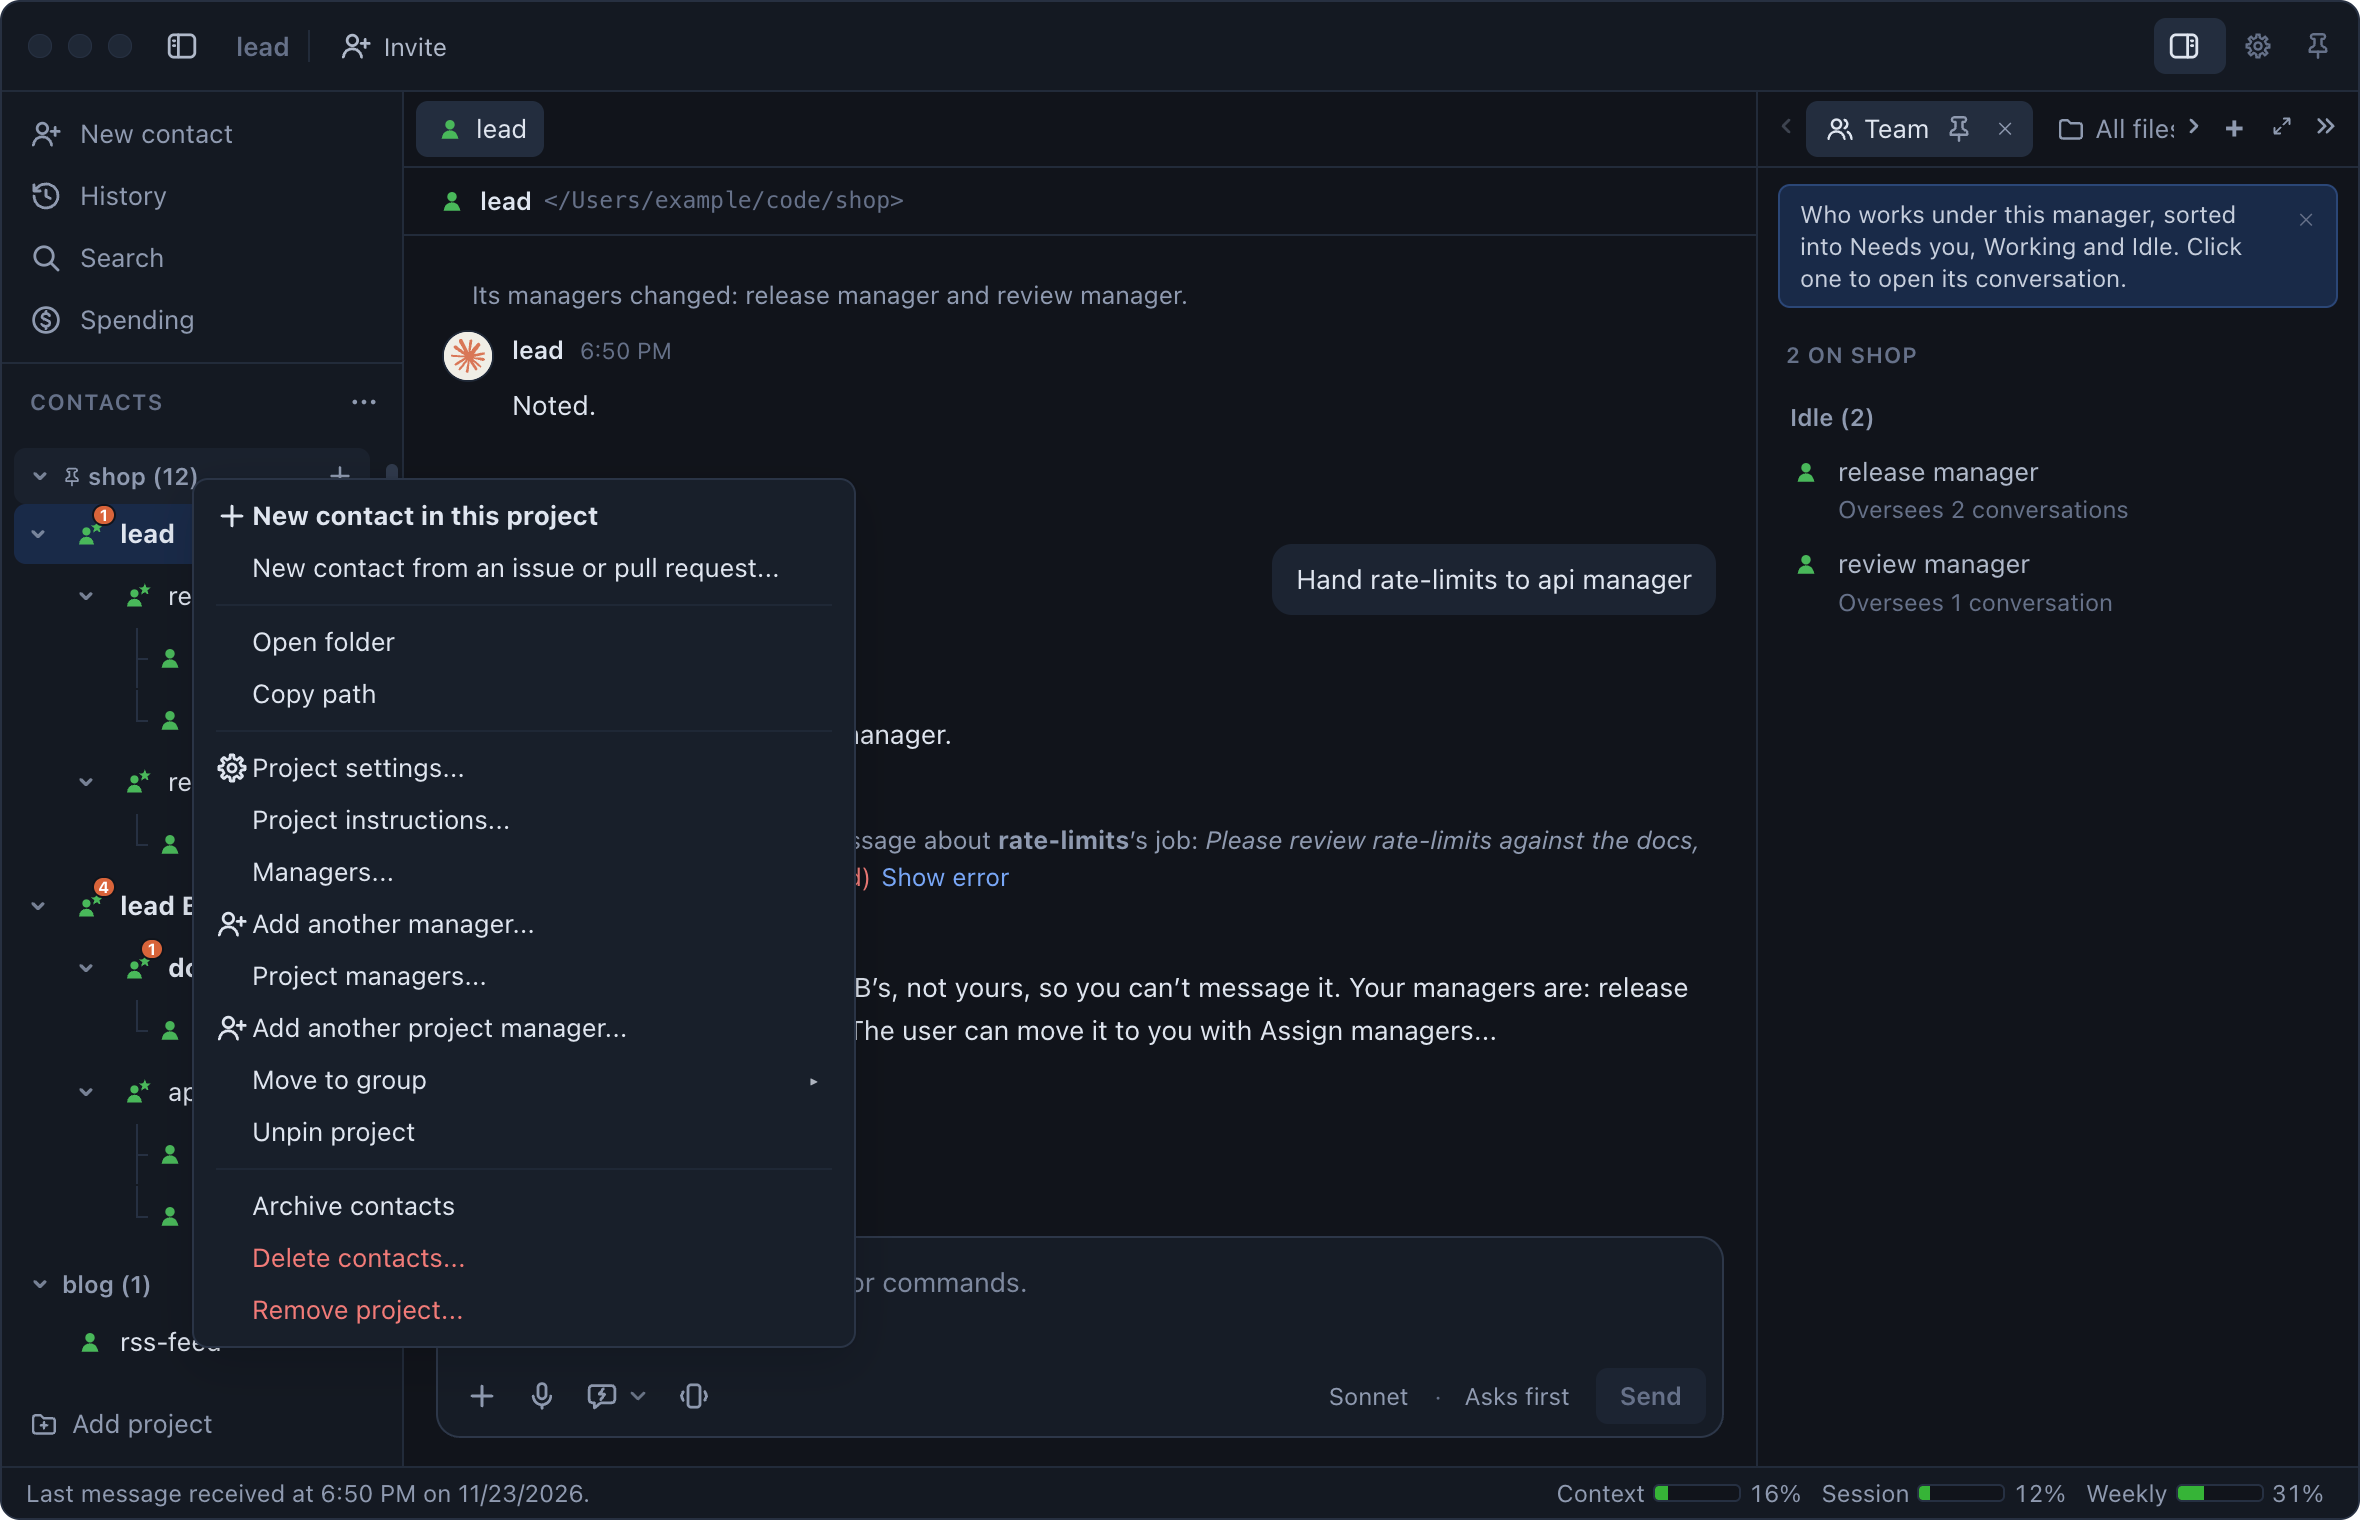 lead
Invite
New contact
History
Search
Spending
CONTACTS
shop (12)
1
lead
re
re
4
lead
1
blog (1)
Add project
New contact in this project
New contact from an issue or pull request...
Open folder
Copy path
Project settings...
Project instructions...
Managers...
Add another manager...
Project managers...
Add another project manager...
Move to group
Unpin project
Archive contacts
Delete contacts...
Remove project...
lead
lead </Users/example/code/shop>
Its managers changed: release manager and review manager.
lead 6:50 PM
Noted.
Hand rate-limits to api manager
manager.
about rate-limits’s job: Please review rate-limits against the docs,
Show error
B’s, not yours, so you can’t message it. Your managers are: release
The user can move it to you with Assign managers...
or commands.
Sonnet · Asks first Send
Team
All files
Who works under this manager, sorted
into Needs you, Working and Idle. Click
one to open its conversation.
2 ON SHOP
Idle (2)
release manager
Oversees 2 conversations
review manager
Oversees 1 conversation
Last message received at 6:50 PM on 11/23/2026.
Context 16% Session 12% Weekly 31%